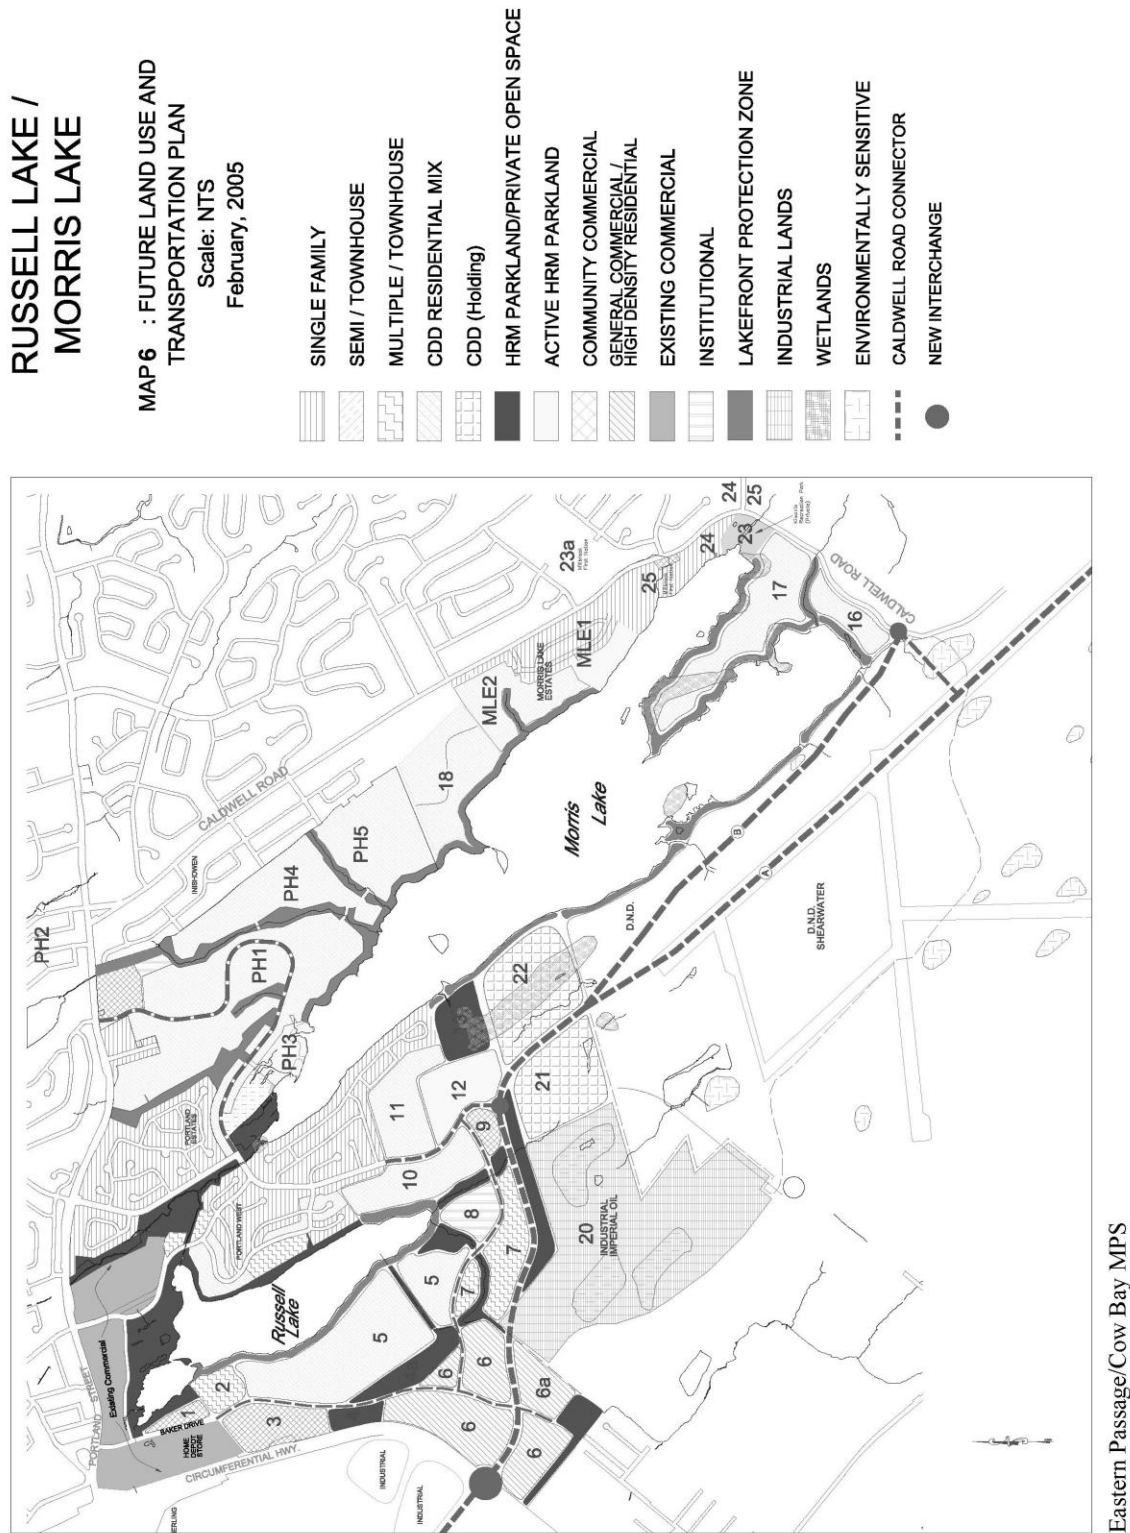 RUSSELL LAKE /
MORRIS LAKE
MAP 6 : FUTURE LAND USE AND
TRANSPORTATION PLAN
Scale: NTS
February, 2005
SINGLE FAMILY
SEMI / TOWNHOUSE
MULTIPLE / TOWNHOUSE
CDD RESIDENTIAL MIX
CDD (Holding)
HRM PARKLAND/PRIVATE OPEN SPACE
ACTIVE HRM PARKLAND
COMMUNITY COMMERCIAL
GENERAL COMMERCIAL /
HIGH DENSITY RESIDENTIAL
EXISTING COMMERCIAL
INSTITUTIONAL
LAKEFRONT PROTECTION ZONE
INDUSTRIAL LANDS
WETLANDS
ENVIRONMENTALLY SENSITIVE
CALDWELL ROAD CONNECTOR
NEW INTERCHANGE
PH2
INISHOWEN
CALDWELL ROAD
PH4
PH5
PH1
PH3
18
MLE2
MORRIS LAKE
ESTATES
MLE1
23a
Millbrook
First Nation
25
24
24
25
23
17
16
CALDWELL ROAD
Morris
Lake
PORTLAND
ESTATES
PORTLAND WEST
PORTLAND STREET
Existing Commercial
HOME
DEPOT
STORE
BAKER DRIVE
CIRCUMFERENTIAL HWY.
1
2
3
Russell
Lake
5
5
6
6
6
6
6a
7
7
8
9
10
11
12
20
INDUSTRIAL
IMPERIAL OIL
21
22
D.N.D.
A
B
D.N.D.
SHEARWATER
INDUSTRIAL
INDUSTRIAL
Eastern Passage/Cow Bay MPS